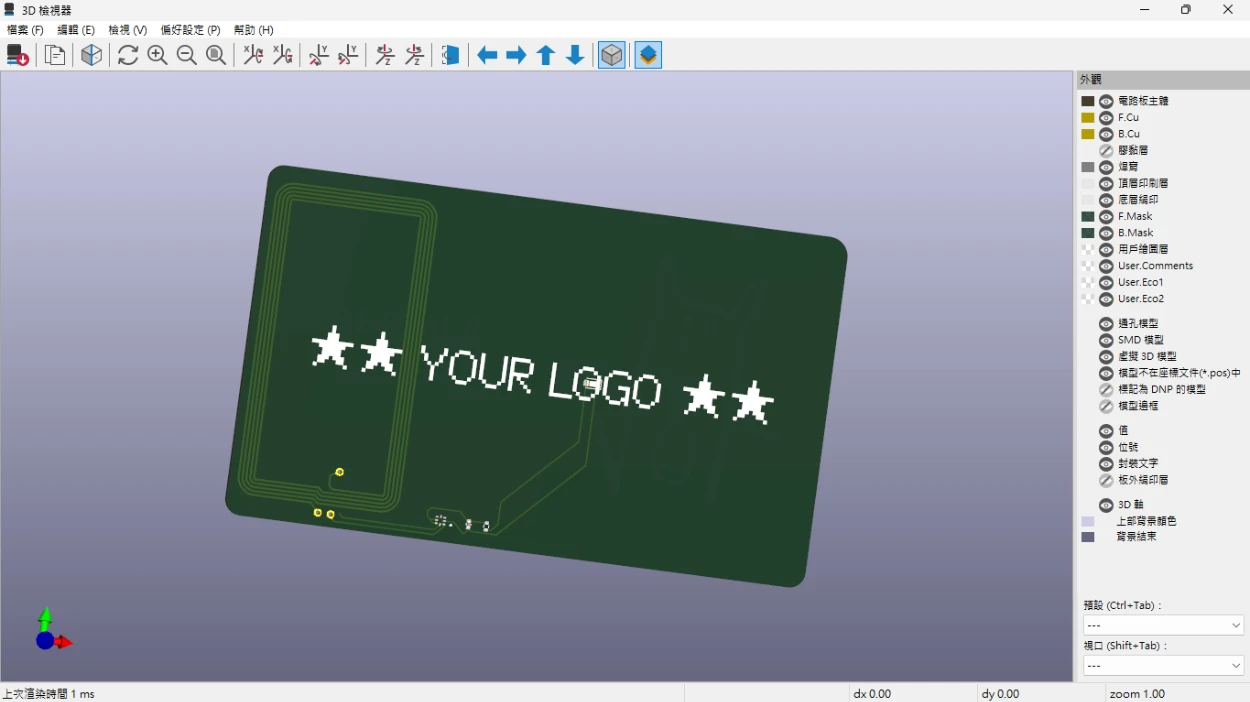 3D 檢視器
檔案 (F) 編輯 (E) 檢視 (V) 偏好設定 (P) 幫助 (H)
外觀
電路板主體
F.Cu
B.Cu
膠黏層
焊膏
頂層印刷層
底層絲印
F.Mask
B.Mask
用戶繪圖層
User.Comments
User.Eco1
User.Eco2
通孔模型
SMD 模型
虛擬 3D 模型
模型不在座標文件(*.pos)中
標記為 DNP 的模型
模型邊框
值
位號
封裝文字
板外絲印層
3D 軸
上部背景顏色
背景結束
預設 (Ctrl+Tab)：
---
視口 (Shift+Tab)：
---
YOUR LOGO
上次渲染時間 1 ms
dx 0.00
dy 0.00
zoom 1.00